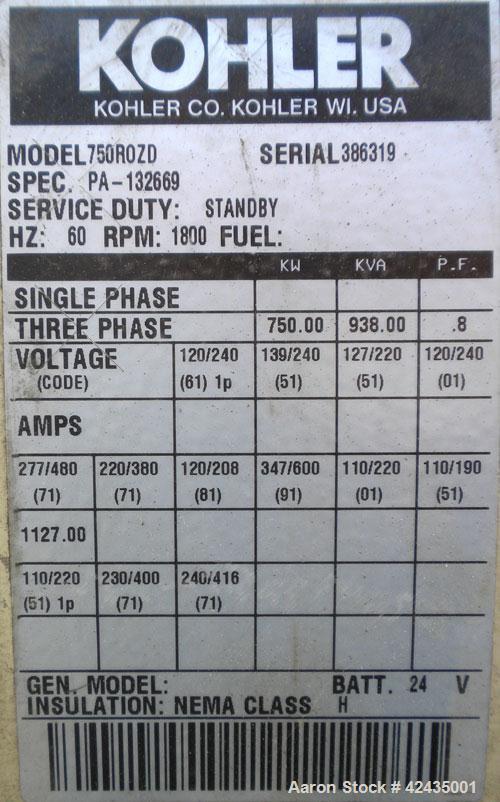 KOHLER
KOHLER CO. KOHLER WI. USA
MODEL 750ROZD SERIAL 386319
SPEC. PA-132669
SERVICE DUTY: STANDBY
HZ: 60 RPM: 1800 FUEL:
KW KVA P.F.
SINGLE PHASE
THREE PHASE 750.00 938.00 .8
VOLTAGE 120/240 139/240 127/220 120/240
(CODE) (61) 1p (51) (51) (01)
AMPS
277/480 220/380 120/208 347/600 110/220 110/190
(71) (71) (81) (91) (01) (51)
1127.00
110/220 230/400 240/416
(51) 1p (71) (71)
GEN. MODEL: BATT. 24 V
INSULATION: NEMA CLASS H
Aaron Stock # 42435001